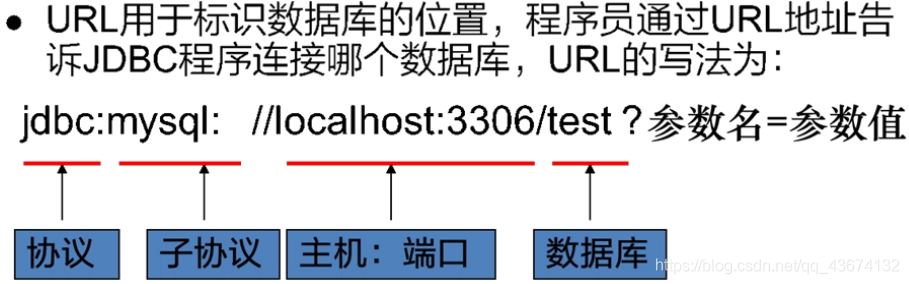 ● URL用于标识数据库的位置，程序员通过URL地址告
诉JDBC程序连接哪个数据库，URL的写法为：
jdbc:mysql: //localhost:3306/test ? 参数名=参数值
协议 子协议 主机：端口 数据库
https://blog.csdn.net/qq_43674132